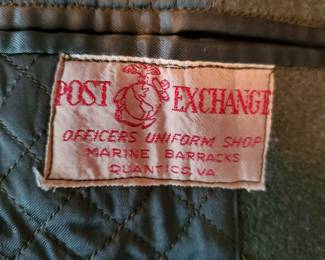 POST EXCHANGE
OFFICERS UNIFORM SHOP
MARINE BARRACKS
QUANTICO, VA